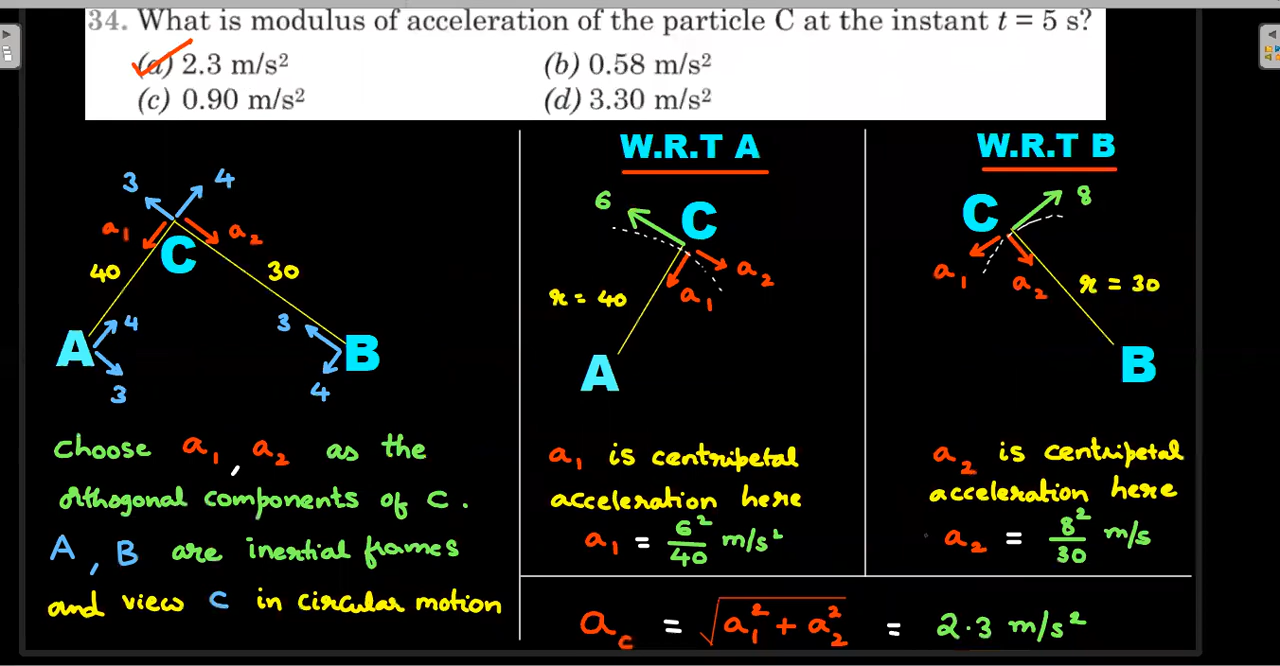 34. What is modulus of acceleration of the particle C at the instant t = 5 s?
(a) 2.3 m/s² (b) 0.58 m/s²
(c) 0.90 m/s² (d) 3.30 m/s²
3 4
a₁ a₂
C
40 30
A 4 3
3 B 4
Choose a₁, a₂ as the
orthogonal components of C.
A, B are inertial frames
and view C in circular motion
W.R.T A
6 C
a₂
a₁
r = 40
A
a₁ is centripetal
acceleration here
a₁ = 6²/40 m/s²
W.R.T B
C 8
a₁ a₂
r = 30
B
a₂ is centripetal
acceleration here
a₂ = 8²/30 m/s
a_c = √(a₁² + a₂²) = 2.3 m/s²